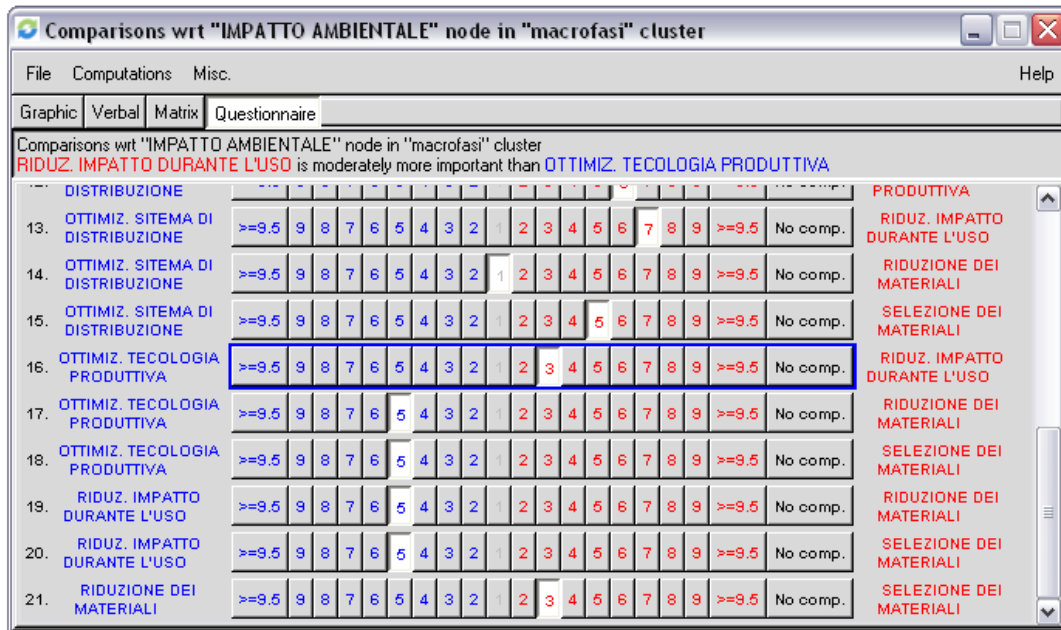 Comparisons wrt "IMPATTO AMBIENTALE" node in "macrofasi" cluster
File Computations Misc. Help
Graphic Verbal Matrix Questionnaire
Comparisons wrt "IMPATTO AMBIENTALE" node in "macrofasi" cluster
RIDUZ. IMPATTO DURANTE L'USO is moderately more important than OTTIMIZ. TECOLOGIA PRODUTTIVA
DISTRIBUZIONE PRODUTTIVA
13. OTTIMIZ. SITEMA DI DISTRIBUZIONE >=9.5 9 8 7 6 5 4 3 2 1 2 3 4 5 6 7 8 9 >=9.5 No comp. RIDUZ. IMPATTO DURANTE L'USO
14. OTTIMIZ. SITEMA DI DISTRIBUZIONE >=9.5 9 8 7 6 5 4 3 2 1 2 3 4 5 6 7 8 9 >=9.5 No comp. RIDUZIONE DEI MATERIALI
15. OTTIMIZ. SITEMA DI DISTRIBUZIONE >=9.5 9 8 7 6 5 4 3 2 1 2 3 4 5 6 7 8 9 >=9.5 No comp. SELEZIONE DEI MATERIALI
16. OTTIMIZ. TECOLOGIA PRODUTTIVA >=9.5 9 8 7 6 5 4 3 2 1 2 3 4 5 6 7 8 9 >=9.5 No comp. RIDUZ. IMPATTO DURANTE L'USO
17. OTTIMIZ. TECOLOGIA PRODUTTIVA >=9.5 9 8 7 6 5 4 3 2 1 2 3 4 5 6 7 8 9 >=9.5 No comp. RIDUZIONE DEI MATERIALI
18. OTTIMIZ. TECOLOGIA PRODUTTIVA >=9.5 9 8 7 6 5 4 3 2 1 2 3 4 5 6 7 8 9 >=9.5 No comp. SELEZIONE DEI MATERIALI
19. RIDUZ. IMPATTO DURANTE L'USO >=9.5 9 8 7 6 5 4 3 2 1 2 3 4 5 6 7 8 9 >=9.5 No comp. RIDUZIONE DEI MATERIALI
20. RIDUZ. IMPATTO DURANTE L'USO >=9.5 9 8 7 6 5 4 3 2 1 2 3 4 5 6 7 8 9 >=9.5 No comp. SELEZIONE DEI MATERIALI
21. RIDUZIONE DEI MATERIALI >=9.5 9 8 7 6 5 4 3 2 1 2 3 4 5 6 7 8 9 >=9.5 No comp. SELEZIONE DEI MATERIALI